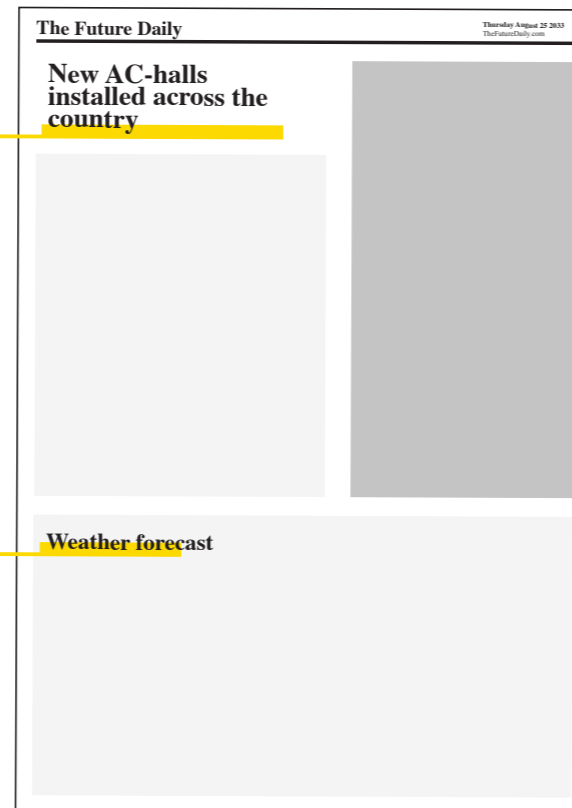 The Future Daily
Thursday August 25 2033
TheFutureDaily.com
New AC-halls
installed across the
country
Weather forecast